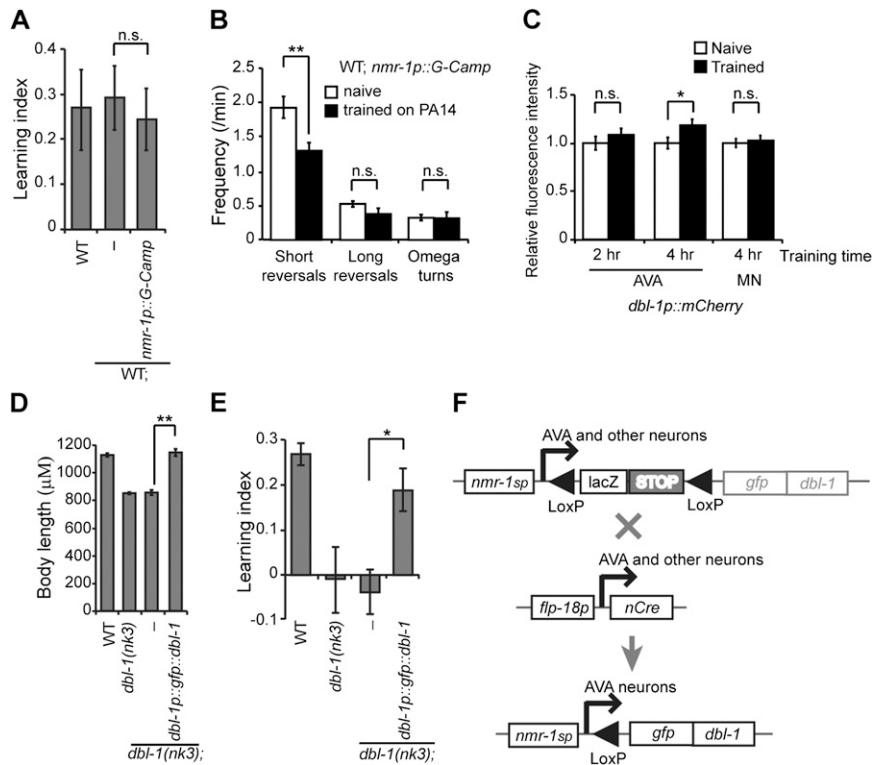 A
n.s.
Learning index
0.4
0.3
0.2
0.1
0
WT
–
nmr-1p::G-Camp
WT;
B
**
WT; nmr-1p::G-Camp
naive
trained on PA14
n.s.
n.s.
Frequency (/min)
2.5
2.0
1.5
1.0
0.5
0.0
Short reversals
Long reversals
Omega turns
C
Naive
Trained
n.s.
*
n.s.
Relative fluorescence intensity
1.5
1.0
0.5
0
2 hr
4 hr
4 hr
Training time
AVA
MN
dbl-1p::mCherry
D
**
Body length (µM)
1200
1000
800
600
400
200
0
WT
dbl-1(nk3)
–
dbl-1p::gfp::dbl-1
dbl-1(nk3);
E
*
Learning index
0.3
0.2
0.1
0
-0.1
WT
dbl-1(nk3)
–
dbl-1p::gfp::dbl-1
dbl-1(nk3);
F
AVA and other neurons
nmr-1sp
lacZ
STOP
gfp
dbl-1
LoxP
LoxP
AVA and other neurons
flp-18p
nCre
AVA neurons
nmr-1sp
gfp
dbl-1
LoxP